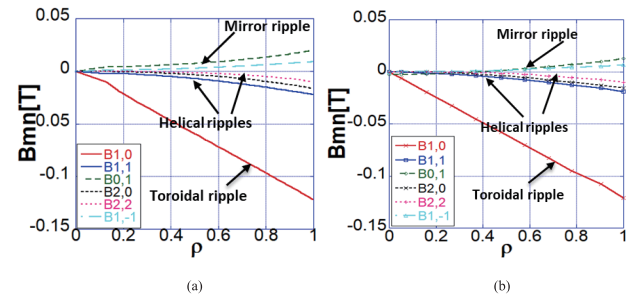 0.05
0
-0.05
-0.1
-0.15
Bmn[T]
Mirror ripple
Helical ripples
Toroidal ripple
B1,0
B1,1
B0,1
B2,0
B2,2
B1,-1
0 0.2 0.4 0.6 0.8 1
ρ
(a)
0.05
0
-0.05
-0.1
-0.15
Bmn[T]
Mirror ripple
Helical ripples
Toroidal ripple
B1,0
B1,1
B0,1
B2,0
B2,2
B1,-1
0 0.2 0.4 0.6 0.8 1
ρ
(b)